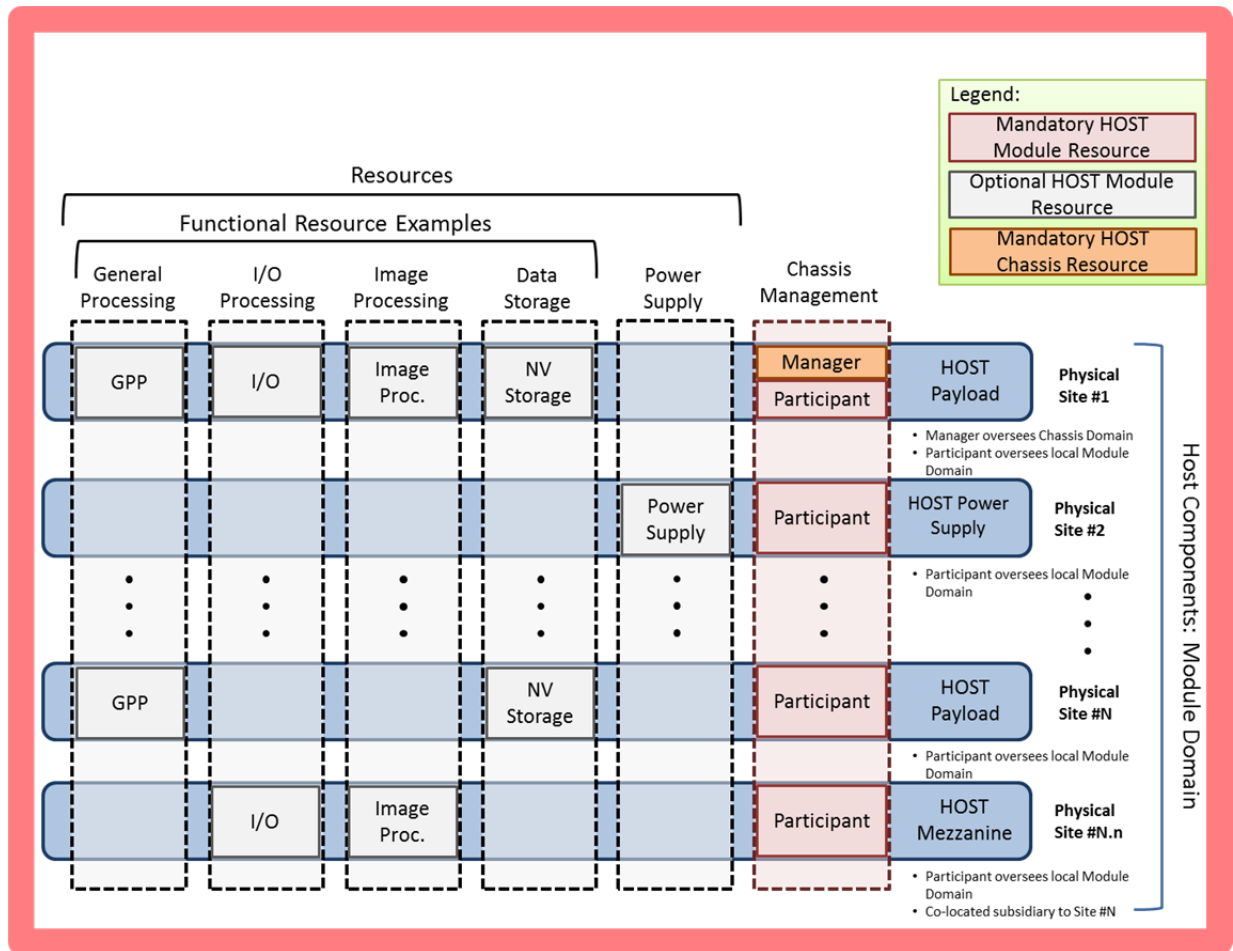 Legend:
Mandatory HOST
Module Resource
Optional HOST Module
Resource
Mandatory HOST
Chassis Resource
Resources
Functional Resource Examples
General
Processing
I/O
Processing
Image
Processing
Data
Storage
Power
Supply
Chassis
Management
GPP
I/O
Image
Proc.
NV
Storage
Manager
Participant
HOST
Payload
Physical
Site #1
• Manager oversees Chassis Domain
• Participant oversees local Module
Domain
Power
Supply
Participant
HOST Power
Supply
Physical
Site #2
• Participant oversees local Module
Domain
GPP
NV
Storage
Participant
HOST
Payload
Physical
Site #N
• Participant oversees local Module
Domain
I/O
Image
Proc.
Participant
HOST
Mezzanine
Physical
Site #N.n
• Participant oversees local Module
Domain
• Co-located subsidiary to Site #N
Host Components: Module Domain